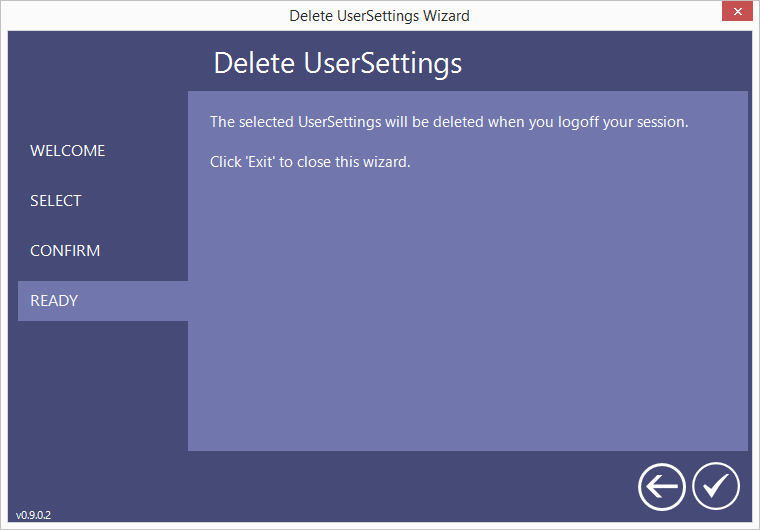 Delete UserSettings Wizard
Delete UserSettings
WELCOME
SELECT
CONFIRM
READY
The selected UserSettings will be deleted when you logoff your session.
Click 'Exit' to close this wizard.
v0.9.0.2